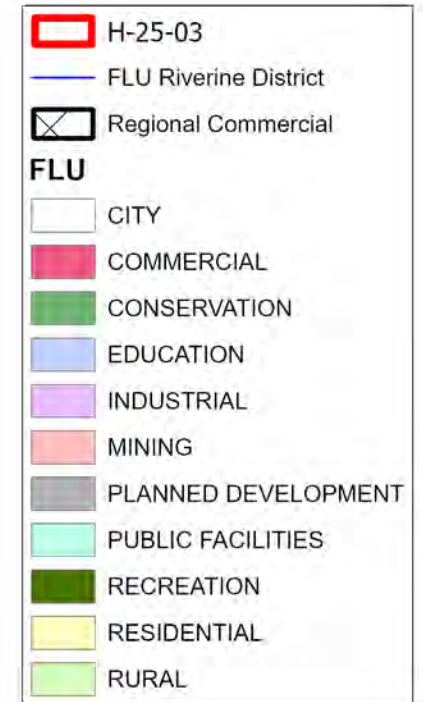 H-25-03
FLU Riverine District
Regional Commercial
FLU
CITY
COMMERCIAL
CONSERVATION
EDUCATION
INDUSTRIAL
MINING
PLANNED DEVELOPMENT
PUBLIC FACILITIES
RECREATION
RESIDENTIAL
RURAL